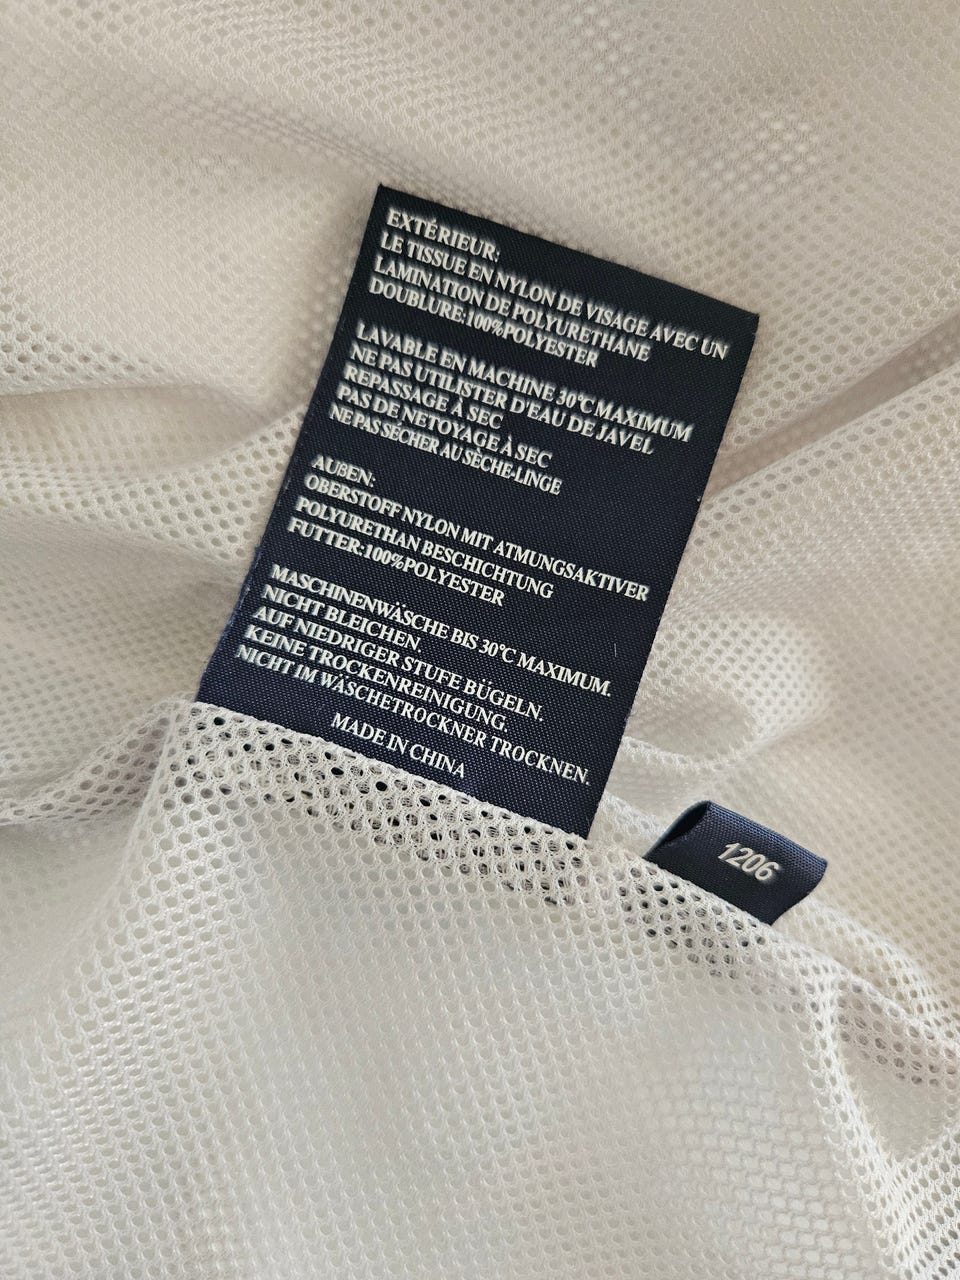 EXTÉRIEUR:
LE TISSUE EN NYLON DE VISAGE AVEC UN
LAMINATION DE POLYURETHANE
DOUBLURE:100%POLYESTER
LAVABLE EN MACHINE 30°C MAXIMUM
NE PAS UTILISTER D'EAU DE JAVEL
REPASSAGE À SEC
PAS DE NETOYAGE À SEC
NE PAS SÉCHER AU SÈCHE-LINGE
AUßEN:
OBERSTOFF NYLON MIT ATMUNGSAKTIVER
POLYURETHAN BESCHICHTUNG
FUTTER:100%POLYESTER
MASCHINENWÄSCHE BIS 30°C MAXIMUM.
NICHT BLEICHEN.
AUF NIEDRIGER STUFE BÜGELN.
KEINE TROCKENREINIGUNG.
NICHT IM WÄSCHETROCKNER TROCKNEN.
MADE IN CHINA
1206